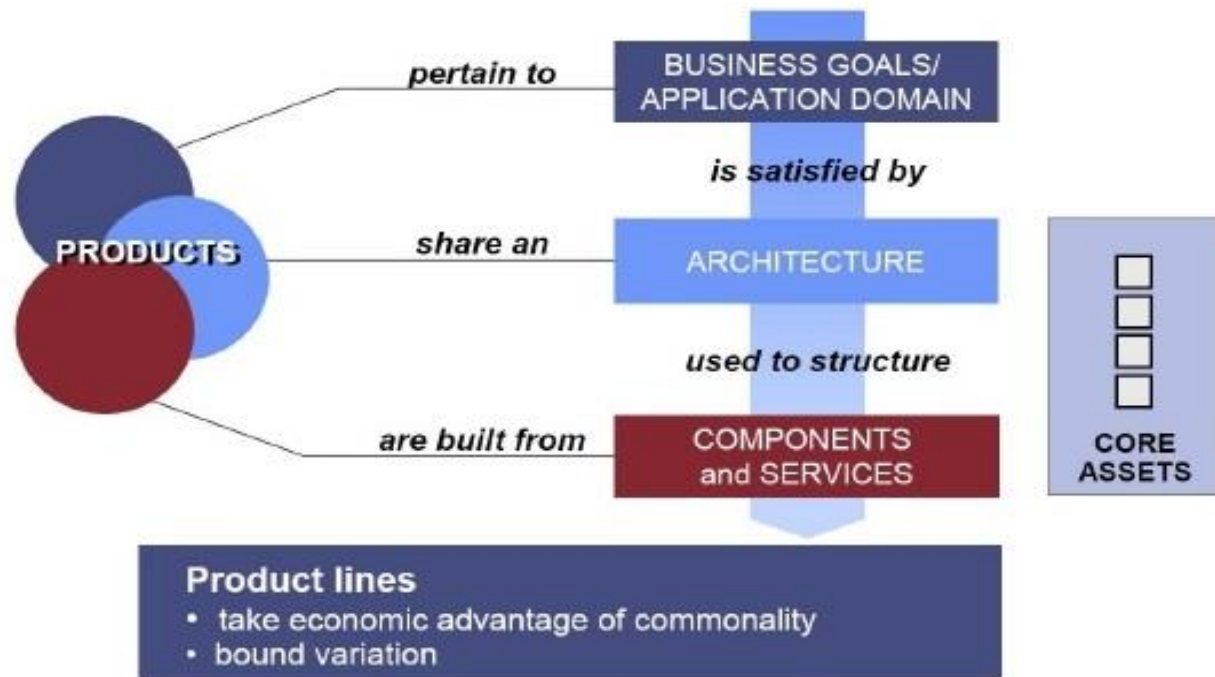 pertain to
BUSINESS GOALS/
APPLICATION DOMAIN
is satisfied by
PRODUCTS
share an
ARCHITECTURE
used to structure
are built from
COMPONENTS
and SERVICES
CORE
ASSETS
Product lines
• take economic advantage of commonality
• bound variation